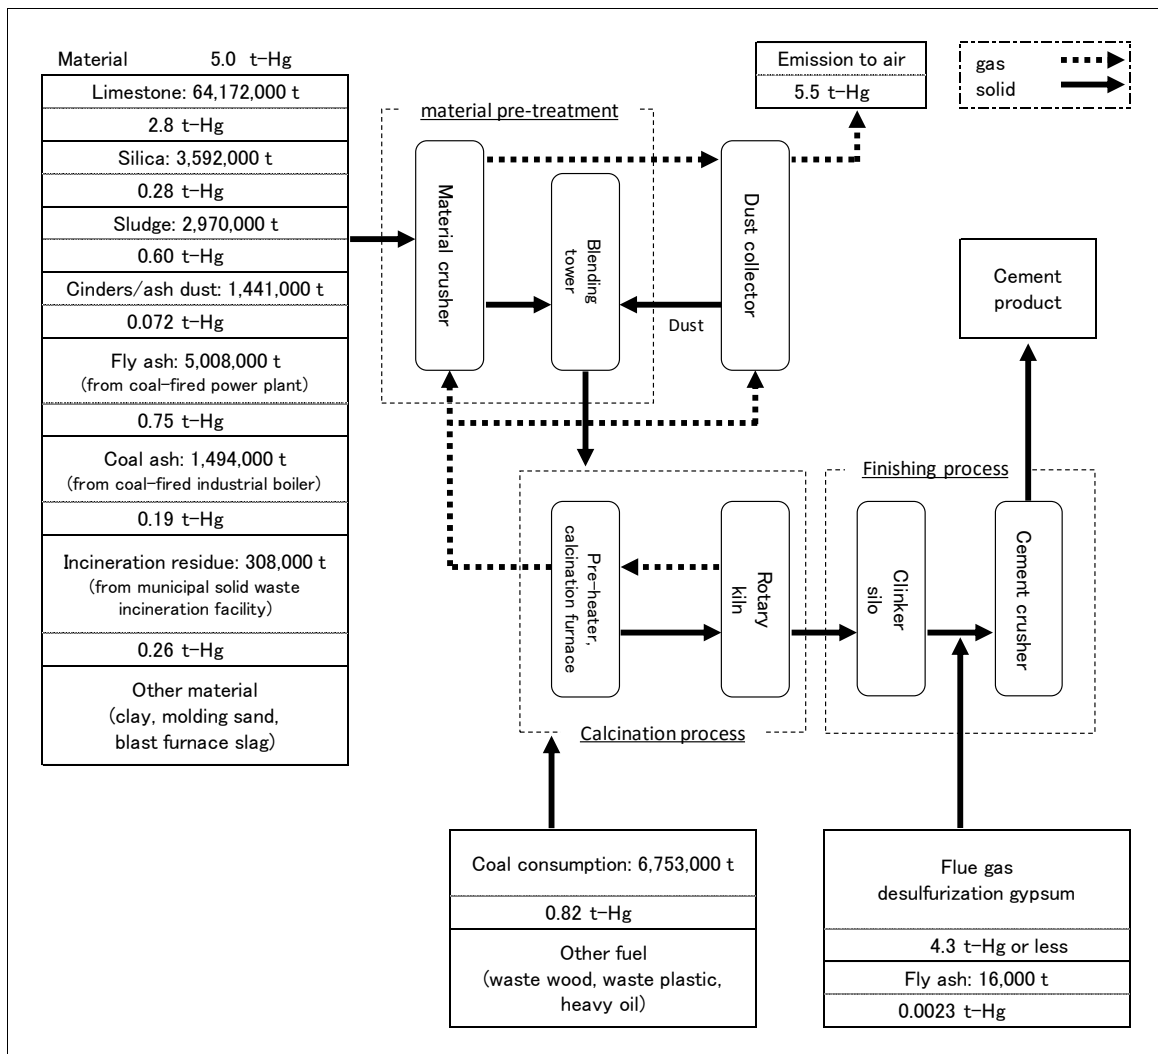 Material 5.0 t-Hg
Limestone: 64,172,000 t
2.8 t-Hg
Silica: 3,592,000 t
0.28 t-Hg
Sludge: 2,970,000 t
0.60 t-Hg
Cinders/ash dust: 1,441,000 t
0.072 t-Hg
Fly ash: 5,008,000 t
(from coal-fired power plant)
0.75 t-Hg
Coal ash: 1,494,000 t
(from coal-fired industrial boiler)
0.19 t-Hg
Incineration residue: 308,000 t
(from municipal solid waste
incineration facility)
0.26 t-Hg
Other material
(clay, molding sand,
blast furnace slag)
material pre-treatment
Material crusher
Blending
tower
Dust collector
Dust
Emission to air
5.5 t-Hg
gas
solid
Cement
product
Pre-heater,
calcination furnace
Rotary
kiln
Calcination process
Finishing process
Clinker
silo
Cement crusher
Coal consumption: 6,753,000 t
0.82 t-Hg
Other fuel
(waste wood, waste plastic,
heavy oil)
Flue gas
desulfurization gypsum
4.3 t-Hg or less
Fly ash: 16,000 t
0.0023 t-Hg